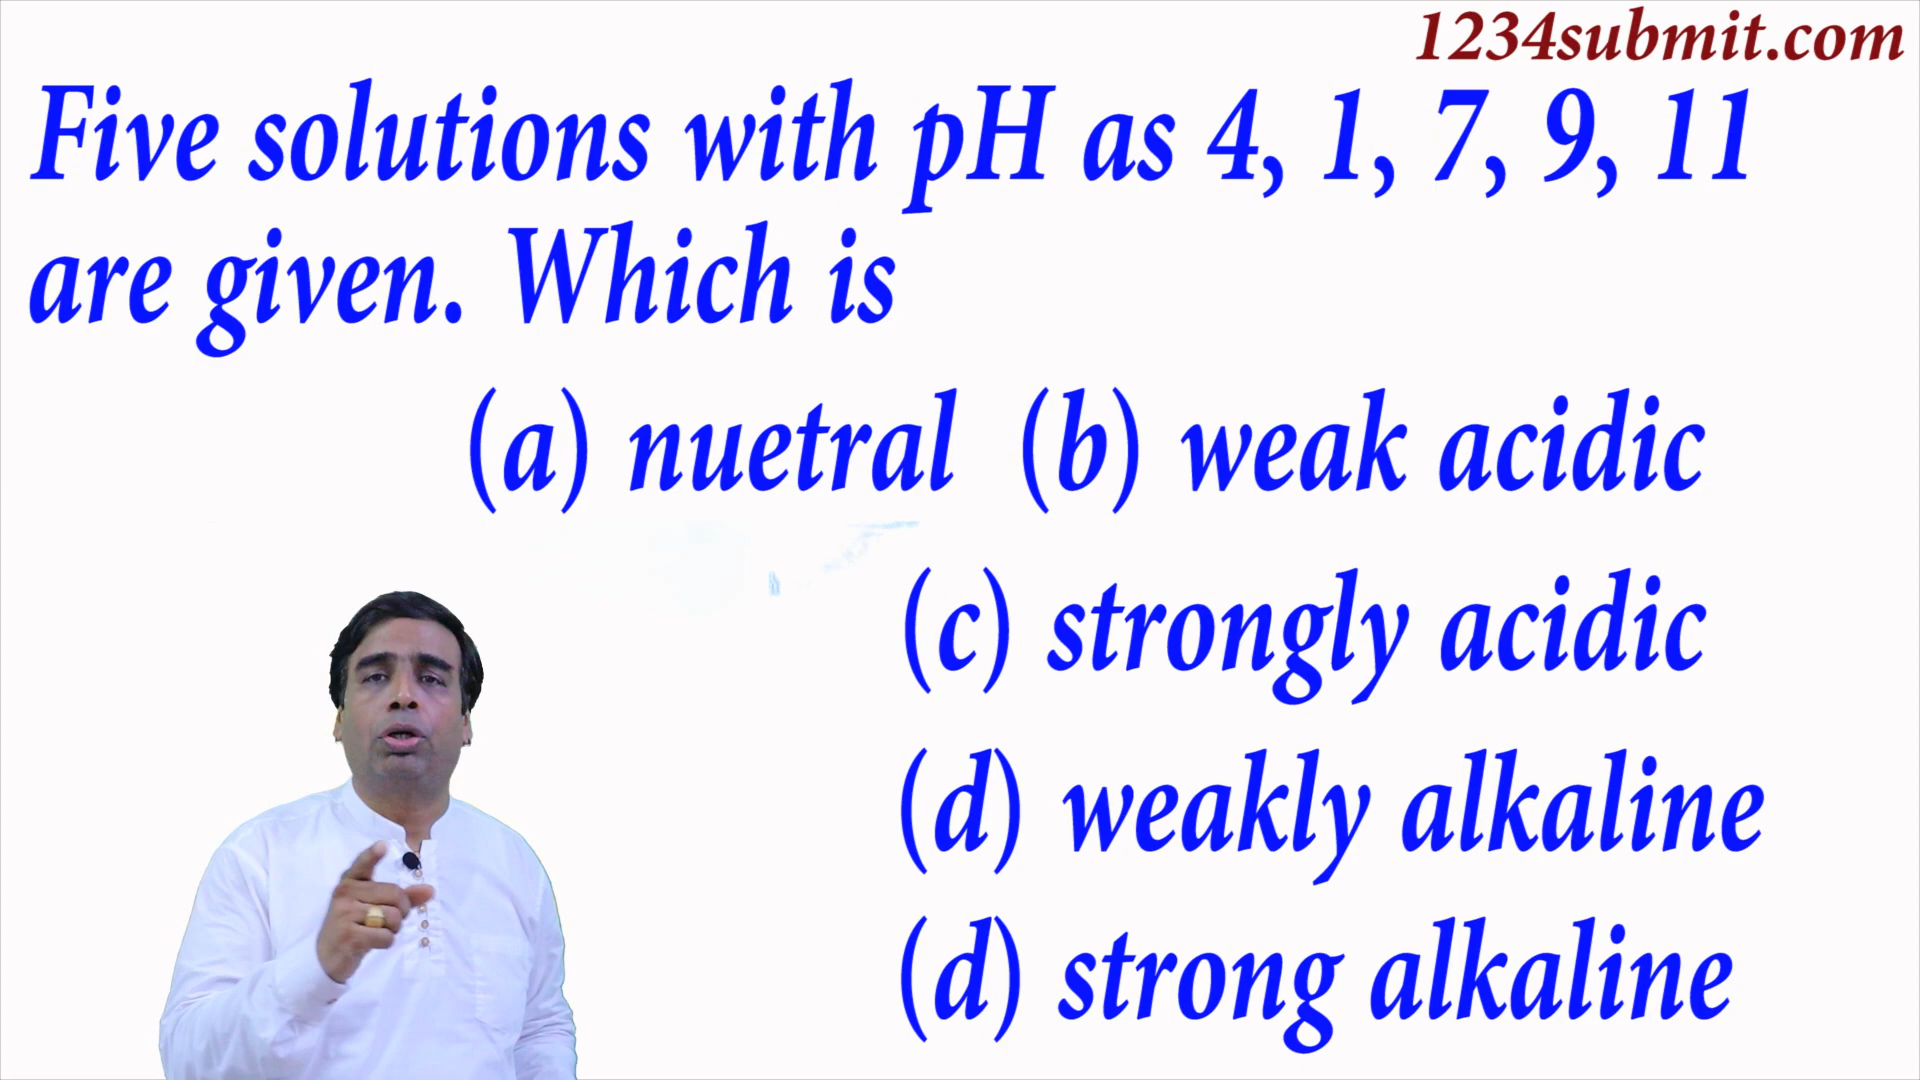 1234submit.com
Five solutions with pH as 4, 1, 7, 9, 11
are given. Which is
(a) nuetral (b) weak acidic
(c) strongly acidic
(d) weakly alkaline
(d) strong alkaline